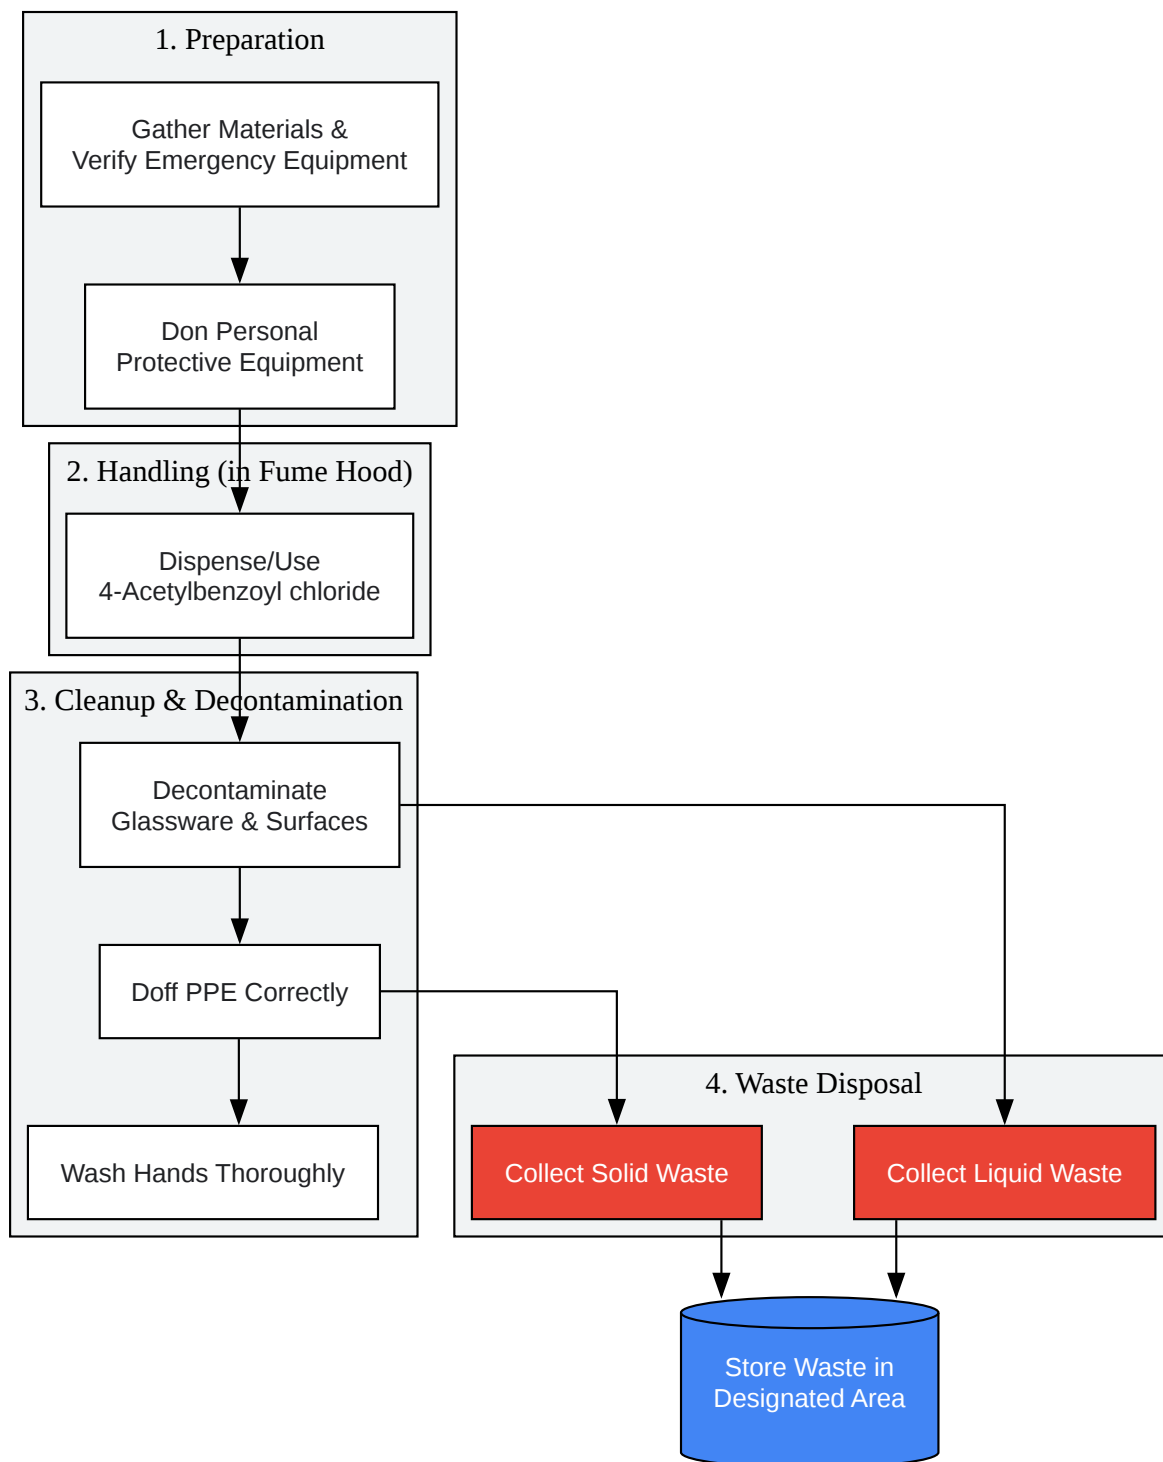 1. Preparation
Gather Materials &
Verify Emergency Equipment
Don Personal
Protective Equipment
2. Handling (in Fume Hood)
Dispense/Use
4-Acetylbenzoyl chloride
3. Cleanup & Decontamination
Decontaminate
Glassware & Surfaces
Doff PPE Correctly
Wash Hands Thoroughly
4. Waste Disposal
Collect Solid Waste
Collect Liquid Waste
Store Waste in
Designated Area